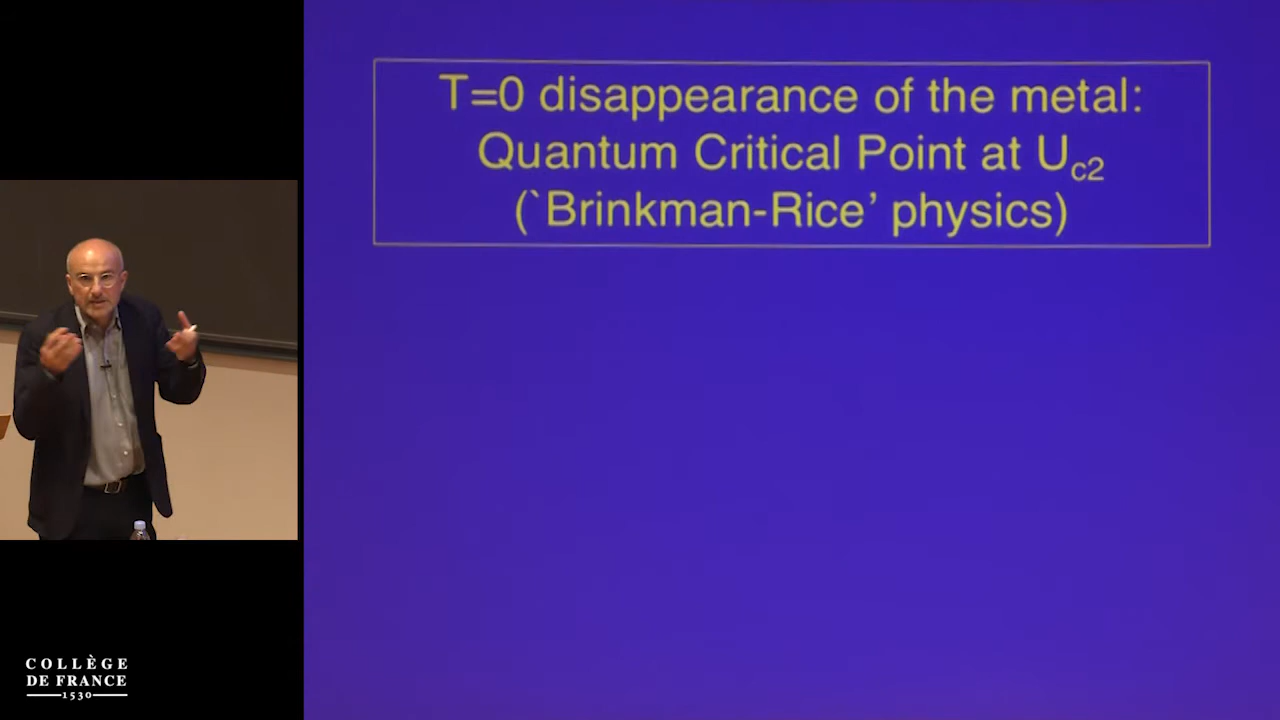 T=0 disappearance of the metal:
Quantum Critical Point at Uc2
(`Brinkman-Rice’ physics)
COLLÈGE
DE FRANCE
1530